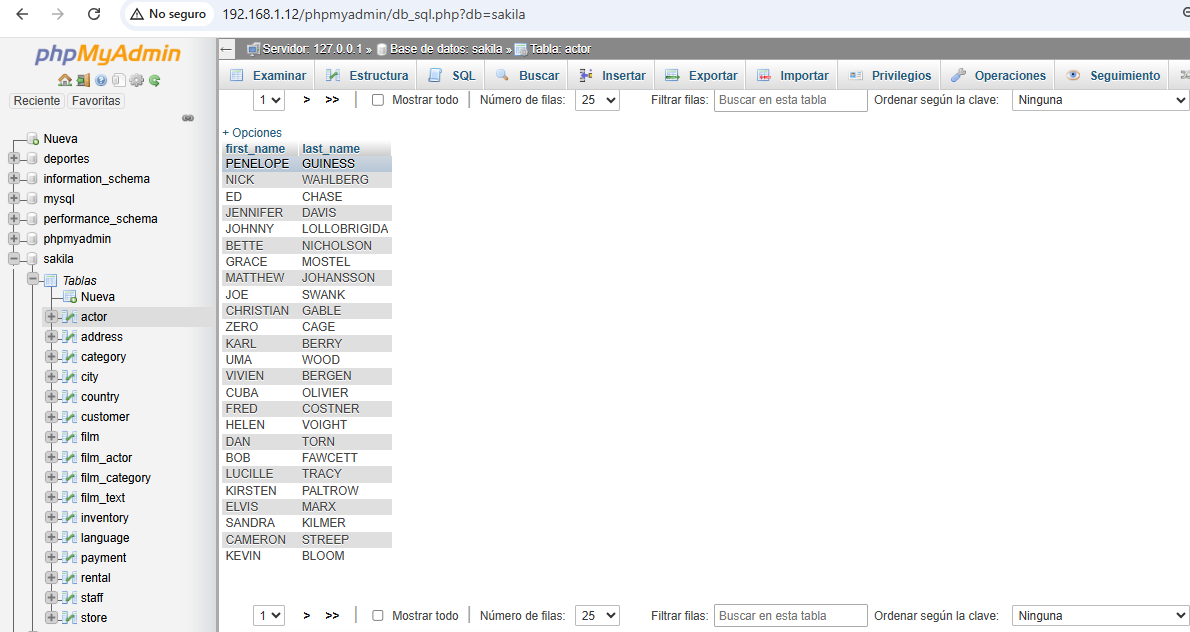 No seguro 192.168.1.12/phpmyadmin/db_sql.php?db=sakila
phpMyAdmin
Reciente Favoritas
Nueva
deportes
information_schema
mysql
performance_schema
phpmyadmin
sakila
Tablas
Nueva
actor
address
category
city
country
customer
film
film_actor
film_category
film_text
inventory
language
payment
rental
staff
store
Servidor: 127.0.0.1 » Base de datos: sakila » Tabla: actor
Examinar Estructura SQL Buscar Insertar Exportar Importar Privilegios Operaciones Seguimiento
1 > >> Mostrar todo Número de filas: 25 Filtrar filas: Buscar en esta tabla Ordenar según la clave: Ninguna
+ Opciones
first_name last_name
PENELOPE GUINESS
NICK WAHLBERG
ED CHASE
JENNIFER DAVIS
JOHNNY LOLLOBRIGIDA
BETTE NICHOLSON
GRACE MOSTEL
MATTHEW JOHANSSON
JOE SWANK
CHRISTIAN GABLE
ZERO CAGE
KARL BERRY
UMA WOOD
VIVIEN BERGEN
CUBA OLIVIER
FRED COSTNER
HELEN VOIGHT
DAN TORN
BOB FAWCETT
LUCILLE TRACY
KIRSTEN PALTROW
ELVIS MARX
SANDRA KILMER
CAMERON STREEP
KEVIN BLOOM
1 > >> Mostrar todo Número de filas: 25 Filtrar filas: Buscar en esta tabla Ordenar según la clave: Ninguna